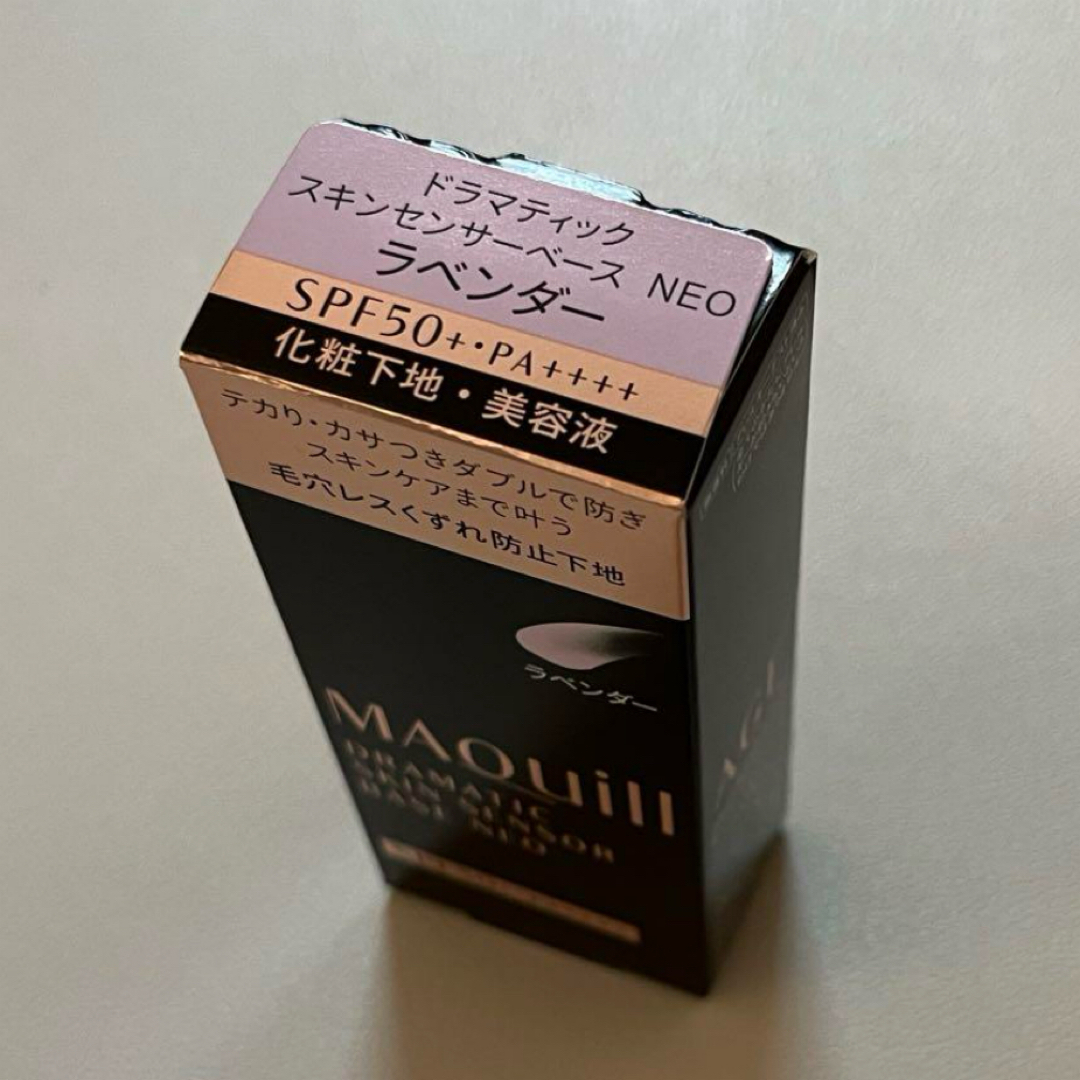 ドラマティック
スキンセンサーベース NEO
ラベンダー
SPF50+・PA++++
化粧下地・美容液
テカリ・カサつきダブルで防ぎ
スキンケアまで叶う
毛穴レスくずれ防止下地
ラベンダー
MAQuill
DRAMATIC
SKIN SENSOR
BASE NEO